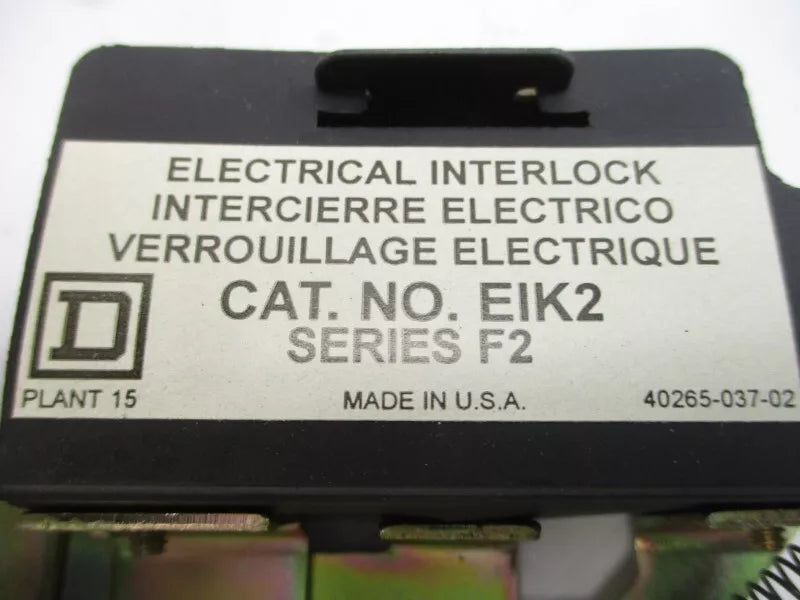 ELECTRICAL INTERLOCK
INTERCIERRE ELECTRICO
VERROUILLAGE ELECTRIQUE
CAT. NO. EIK2
SERIES F2
D
PLANT 15 MADE IN U.S.A. 40265-037-02